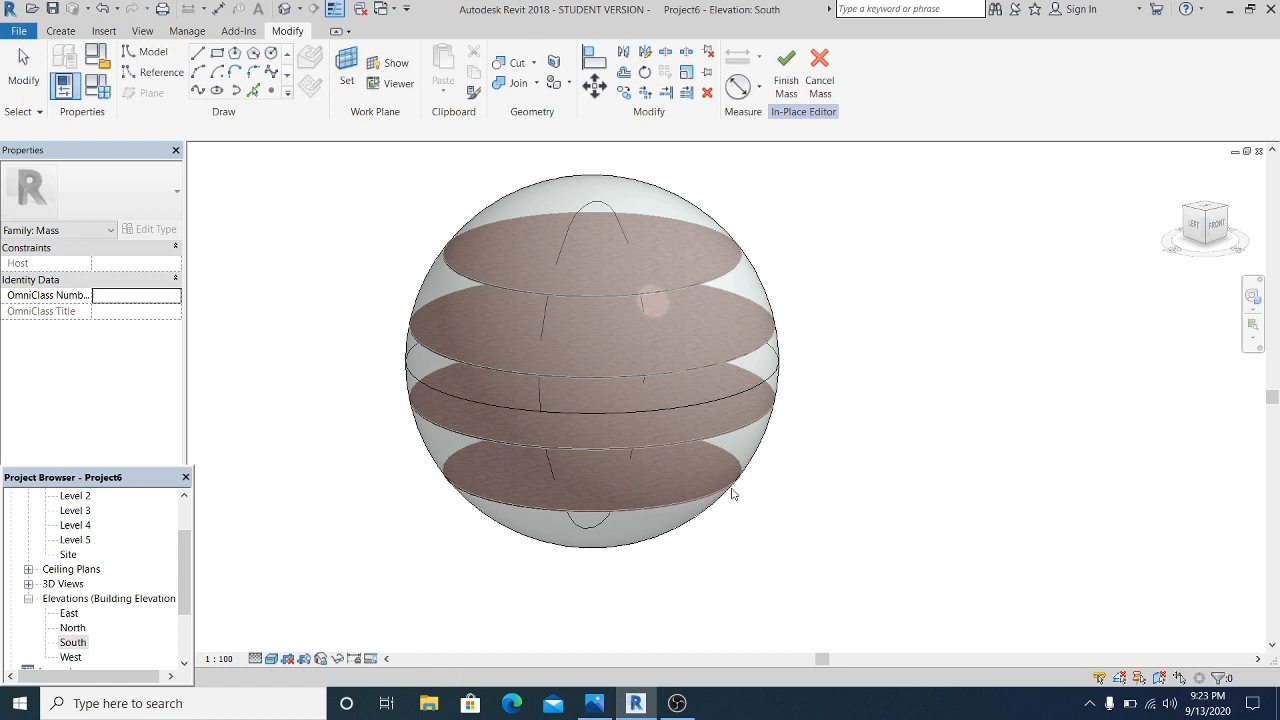 Autodesk Revit 2018 - STUDENT VERSION - Project6 - Elevation: South
Type a keyword or phrase
Sign In
File
Create
Insert
View
Manage
Add-Ins
Modify
Modify
Select
Properties
Model
Reference
Plane
Draw
Set
Show
Viewer
Work Plane
Paste
Clipboard
Cut
Join
Geometry
Modify
Measure
Finish Mass
Cancel Mass
In-Place Editor
Properties
R
Family: Mass
Edit Type
Constraints
Host
Identity Data
OmniClass Numb...
OmniClass Title
LEFT
FRONT
Project Browser - Project6
Level 2
Level 3
Level 4
Level 5
Site
Ceiling Plans
3D Views
Elevations (Building Elevation
East
North
South
West
1 : 100
:0
Type here to search
9:23 PM
9/13/2020